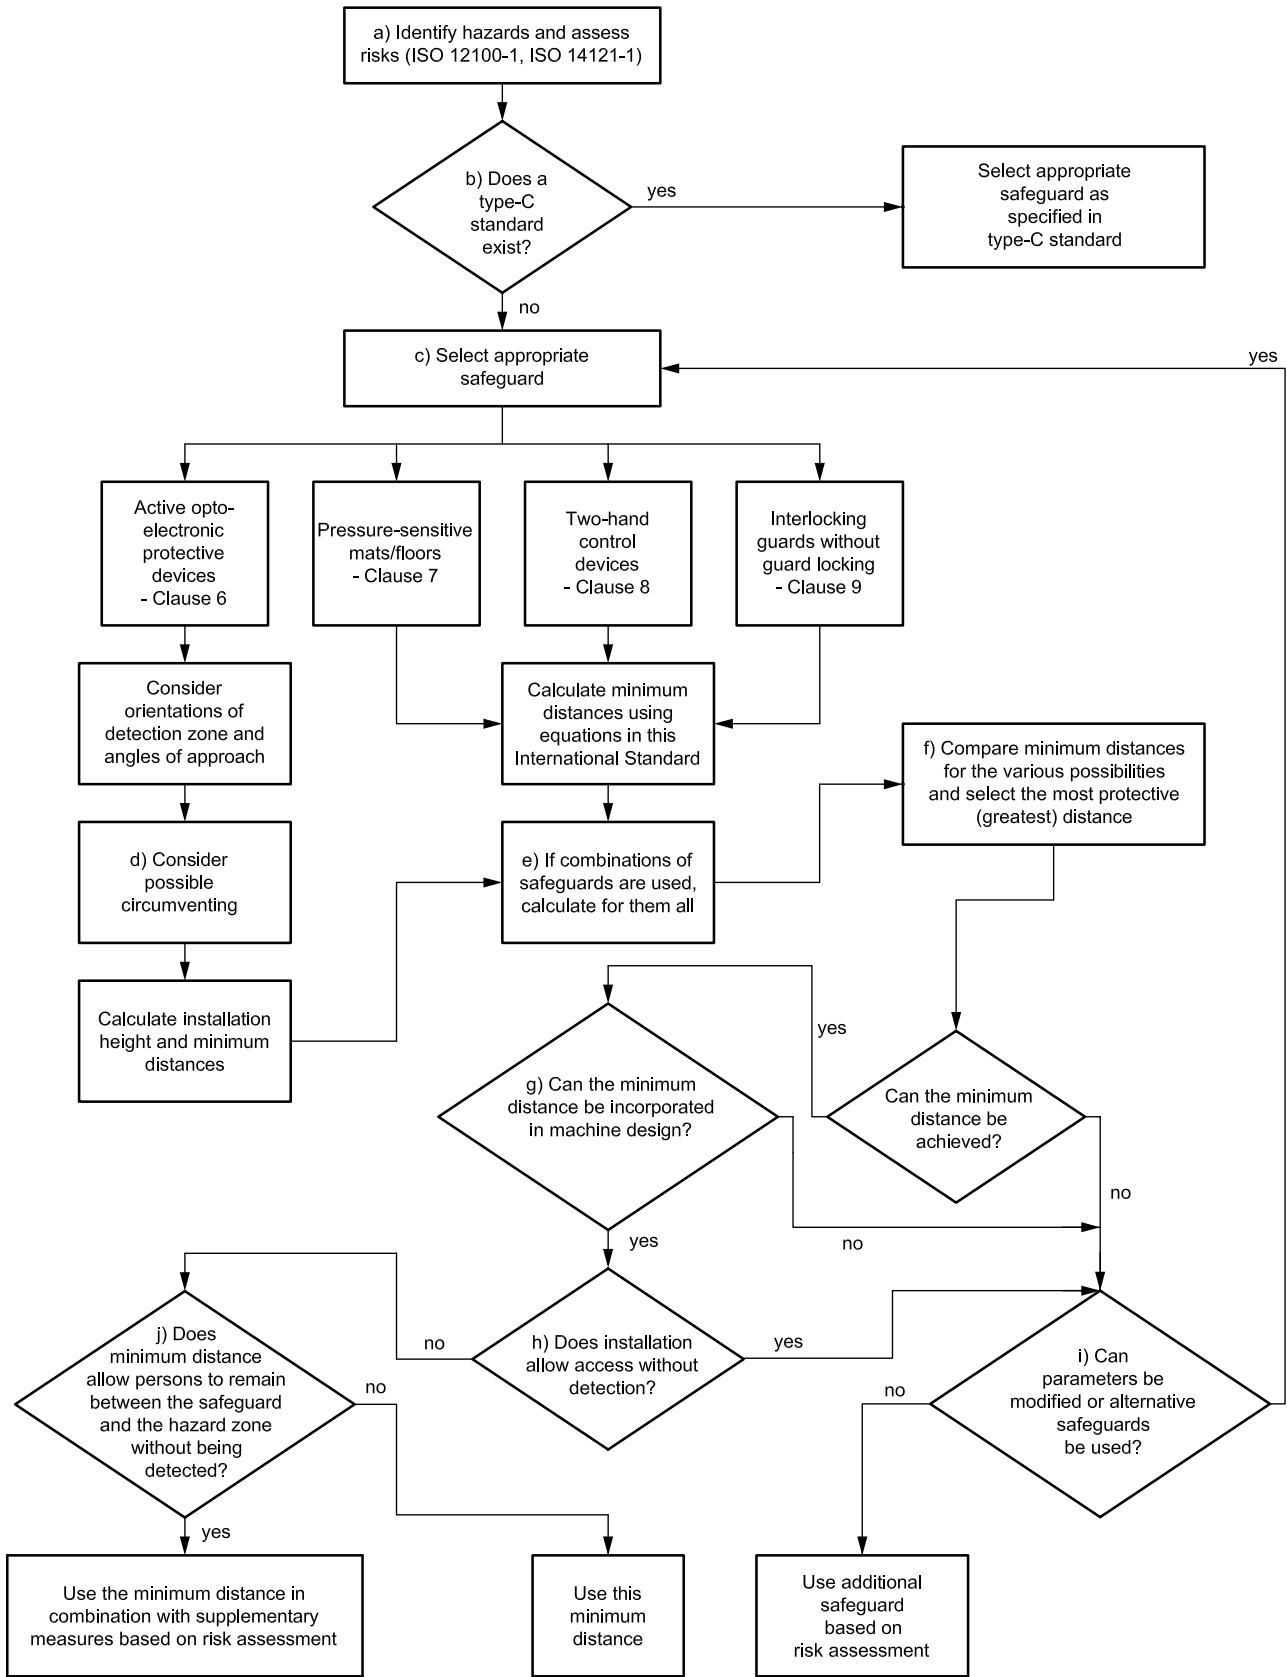 a) Identify hazards and assess
risks (ISO 12100-1, ISO 14121-1)
b) Does a
type-C
standard
exist?
yes
Select appropriate
safeguard as
specified in
type-C standard
no
c) Select appropriate
safeguard
yes
Active opto-
electronic
protective
devices
- Clause 6
Pressure-sensitive
mats/floors
- Clause 7
Two-hand
control
devices
- Clause 8
Interlocking
guards without
guard locking
- Clause 9
Consider
orientations of
detection zone and
angles of approach
Calculate minimum
distances using
equations in this
International Standard
f) Compare minimum distances
for the various possibilities
and select the most protective
(greatest) distance
d) Consider
possible
circumventing
e) If combinations of
safeguards are used,
calculate for them all
Calculate installation
height and minimum
distances
g) Can the minimum
distance be incorporated
in machine design?
yes
Can the minimum
distance be
achieved?
no
no
yes
j) Does
minimum distance
allow persons to remain
between the safeguard
and the hazard zone
without being
detected?
no
h) Does installation
allow access without
detection?
yes
i) Can
parameters be
modified or alternative
safeguards
be used?
no
no
yes
Use the minimum distance in
combination with supplementary
measures based on risk assessment
Use this
minimum
distance
Use additional
safeguard
based on
risk assessment